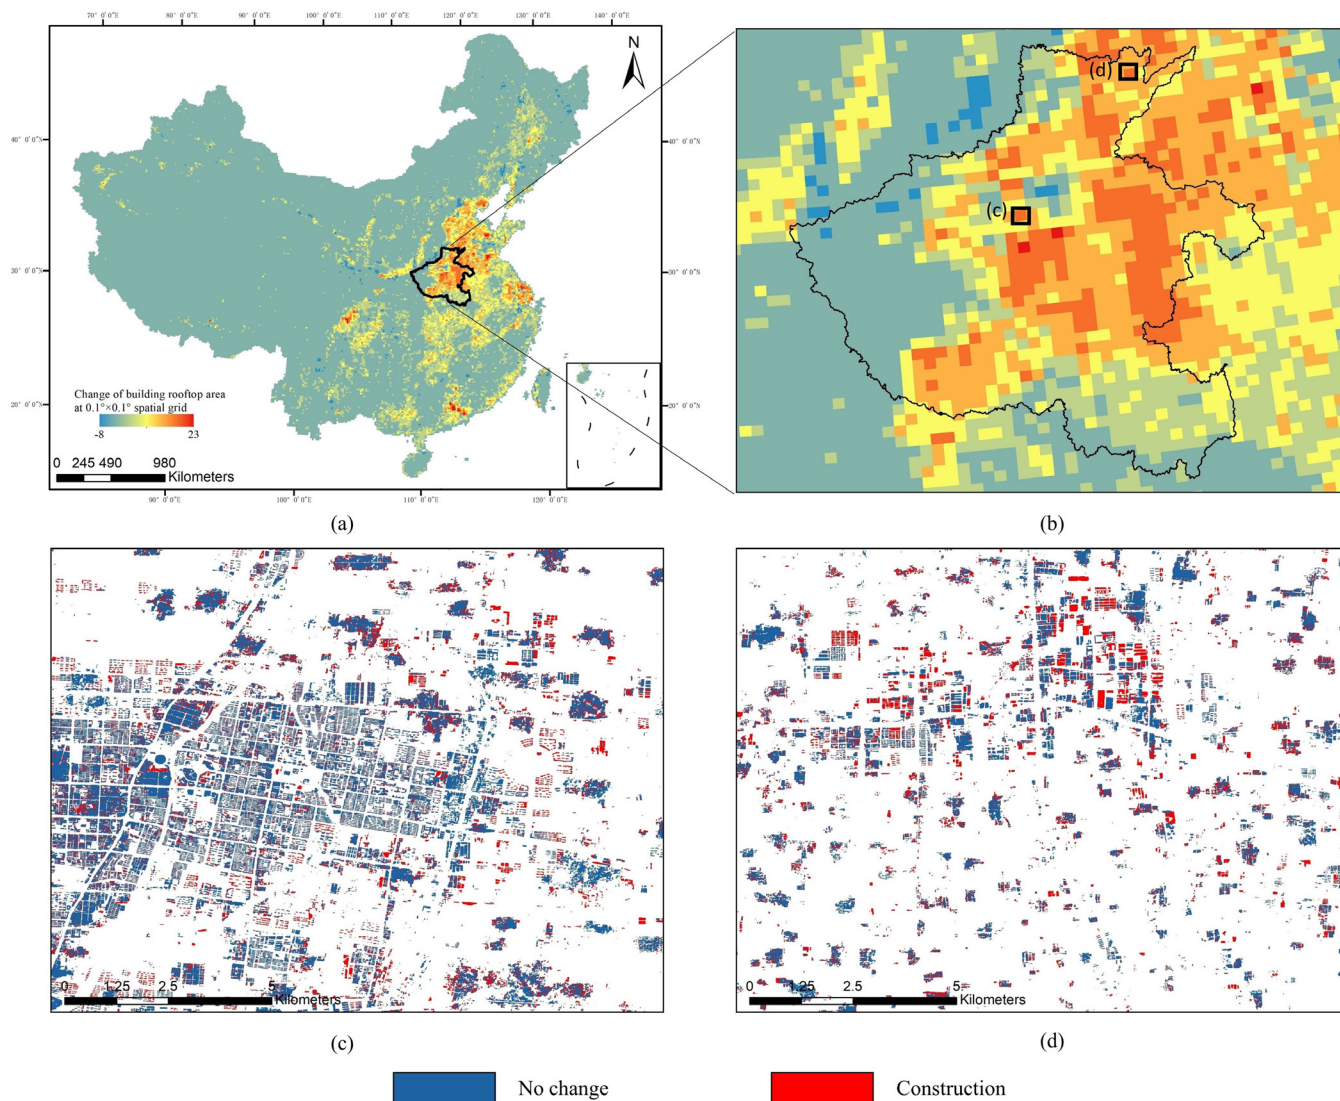 70° 0′0″E 80° 0′0″E 90° 0′0″E 100° 0′0″E 110° 0′0″E 120° 0′0″E 130° 0′0″E 140° 0′0″E
N
40° 0′0″N 40° 0′0″N
30° 0′0″N 30° 0′0″N
20° 0′0″N 20° 0′0″N
Change of building rooftop area
at 0.1°×0.1° spatial grid
-8 23
0 245 490 980
Kilometers
90° 0′0″E 100° 0′0″E 110° 0′0″E 120° 0′0″E
(a)
(d)
(c)
(b)
0 1.25 2.5 5
Kilometers
(c)
0 1.25 2.5 5
Kilometers
(d)
No change
Construction